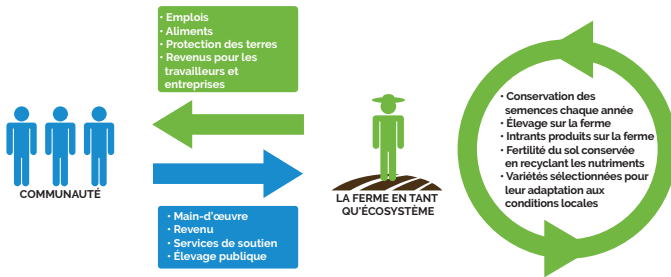 • Emplois
• Aliments
• Protection des terres
• Revenus pour les
travailleurs et
entreprises
COMMUNAUTÉ
• Main-d'œuvre
• Revenu
• Services de soutien
• Élevage publique
LA FERME EN TANT
QU'ÉCOSYSTÈME
• Conservation des
semences chaque année
• Élevage sur la ferme
• Intrants produits sur la ferme
• Fertilité du sol conservée
en recyclant les nutriments
• Variétés sélectionnées pour
leur adaptation aux
conditions locales